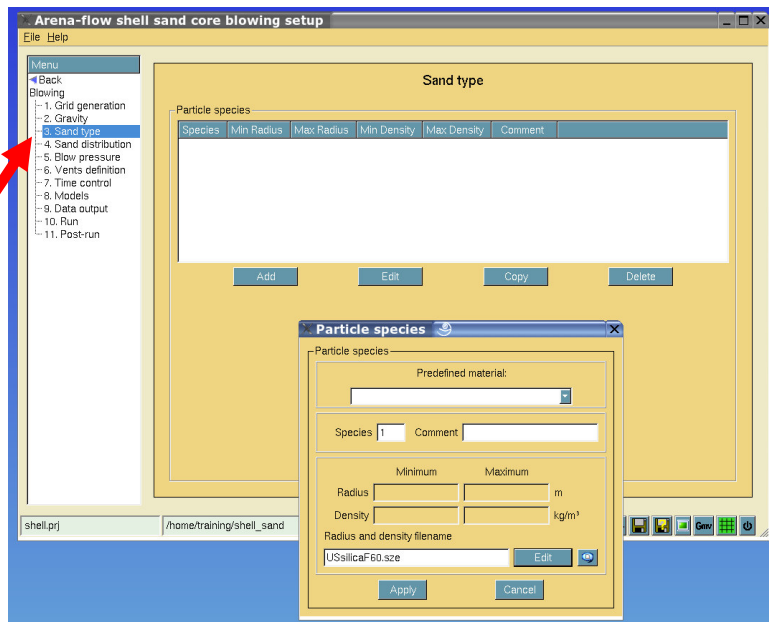 Arena-flow shell sand core blowing setup
File Help
Menu
Back
Blowing
1. Grid generation
2. Gravity
3. Sand type
4. Sand distribution
5. Blow pressure
6. Vents definition
7. Time control
8. Models
9. Data output
10. Run
11. Post-run
Sand type
Particle species
Species Min Radius Max Radius Min Density Max Density Comment
Add Edit Copy Delete
Particle species
Particle species
Predefined material:
Species 1 Comment
Minimum Maximum
Radius m
Density kg/m³
Radius and density filename
USsilicaF60.sze Edit
Apply Cancel
shell.prj /home/training/shell_sand Gmv